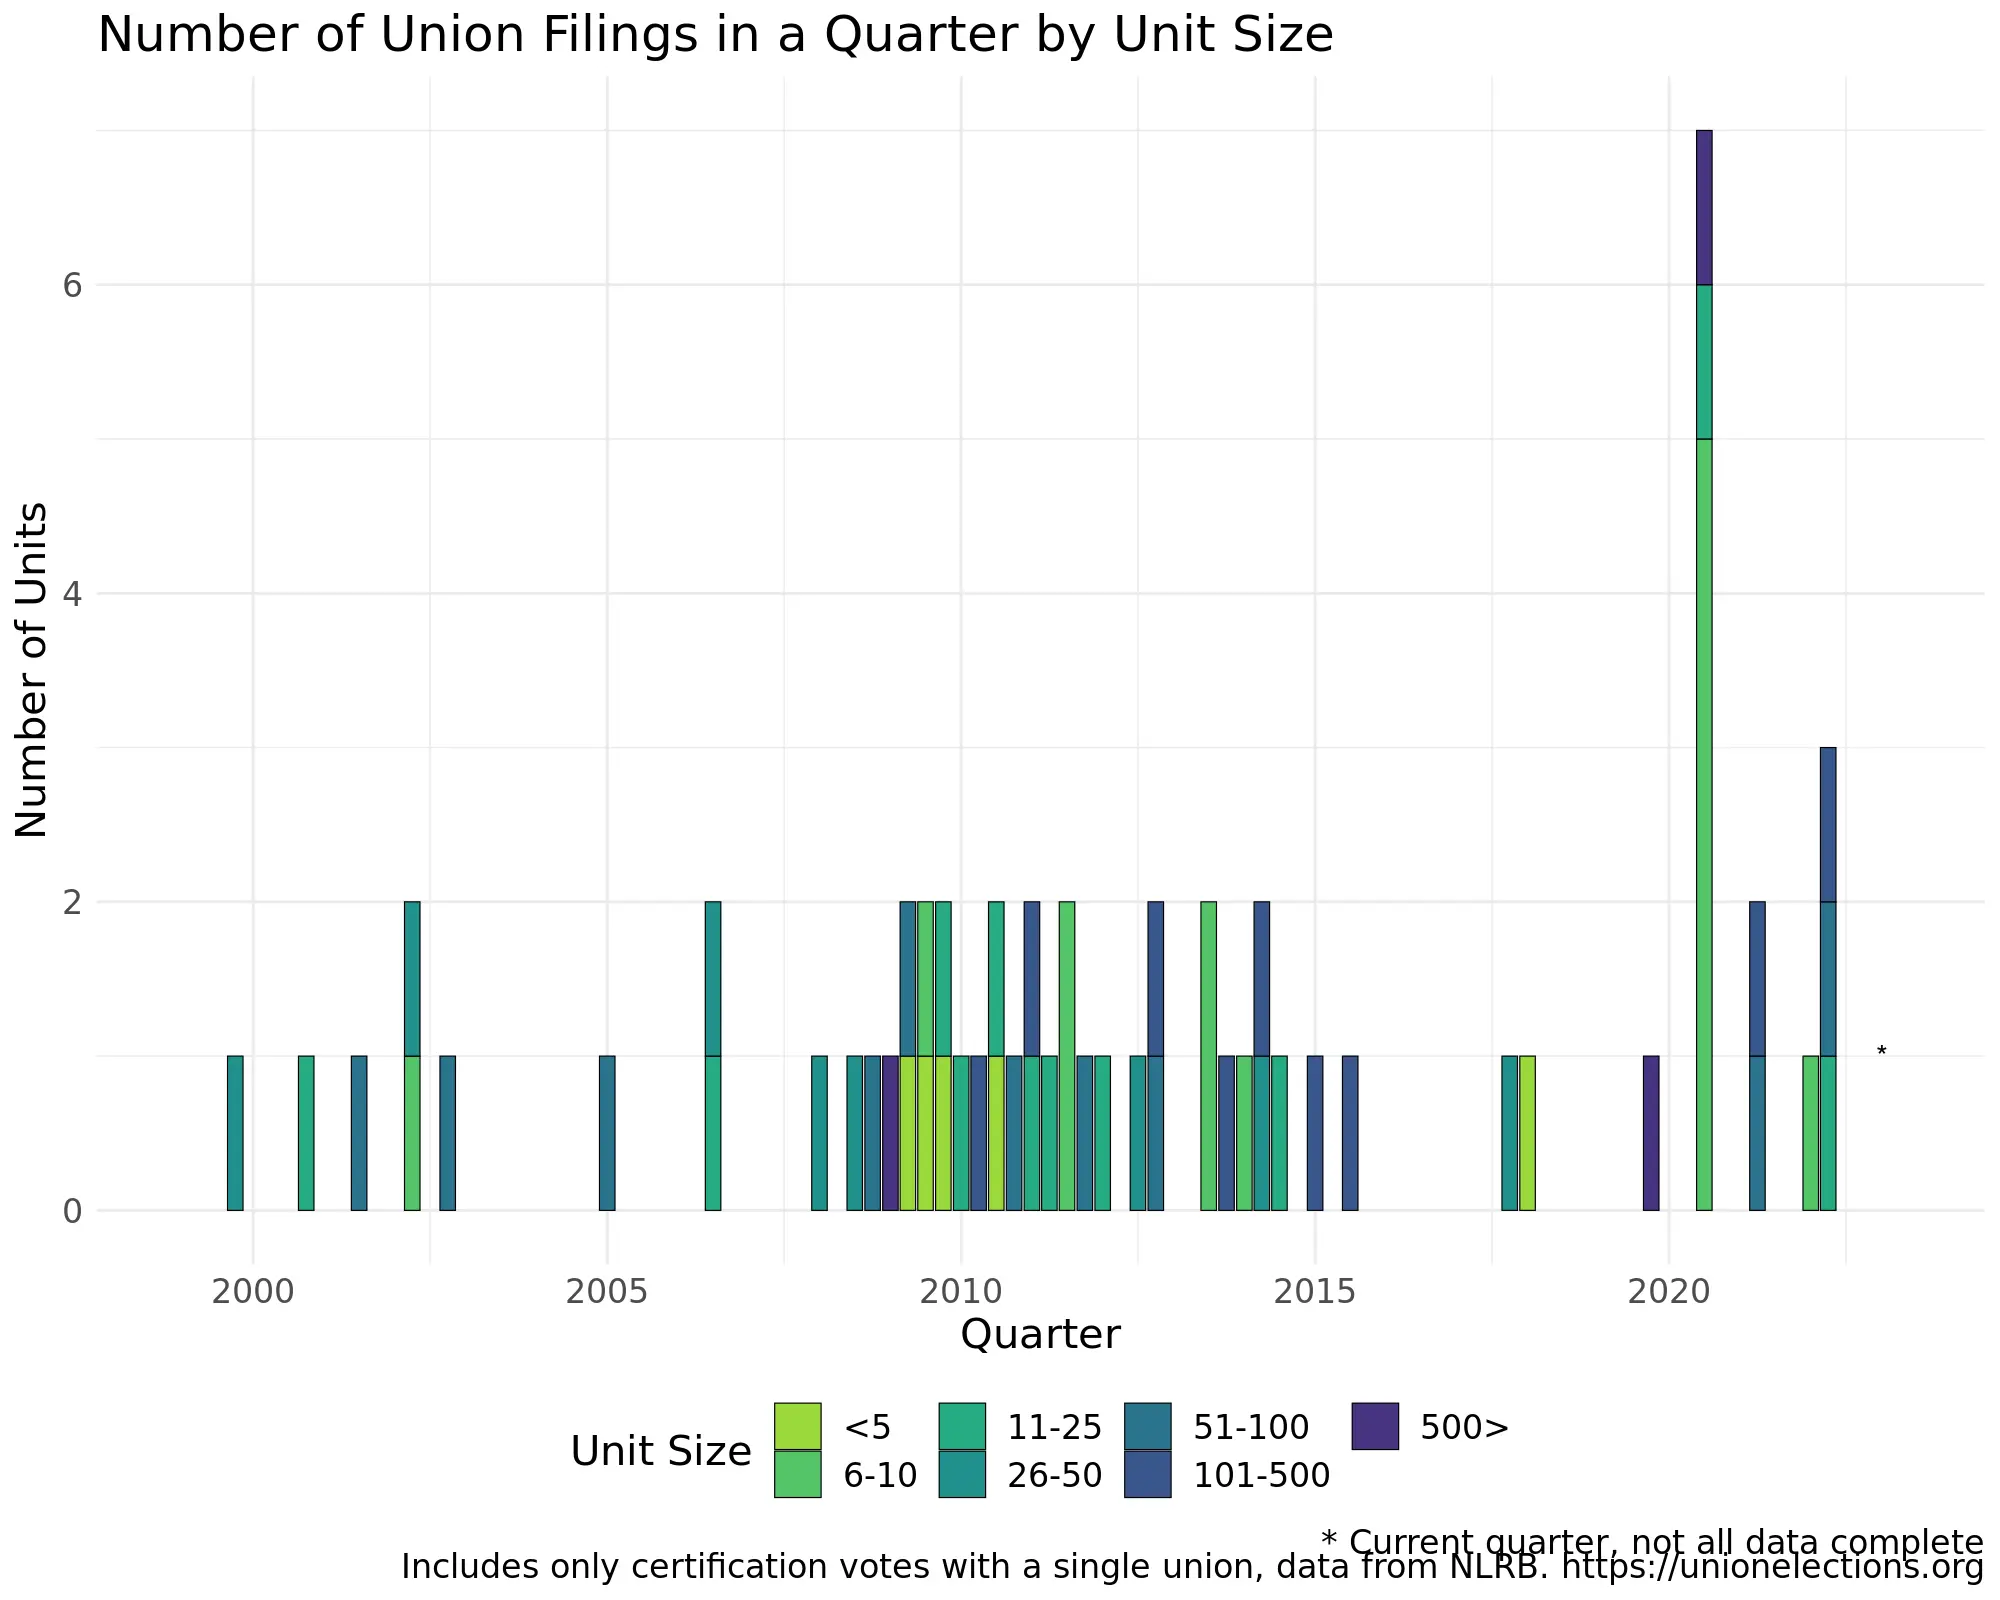 Number of Union Filings in a Quarter by Unit Size
Number of Units
6
4
2
0
*
2000 2005 2010 2015 2020
Quarter
Unit Size
<5 11-25 51-100 500>
6-10 26-50 101-500
* Current quarter, not all data complete
Includes only certification votes with a single union, data from NLRB. https://unionelections.org